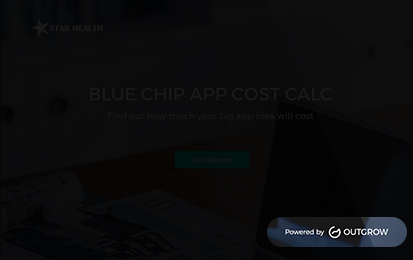 STAR HEALTH
BLUE CHIP APP COST CALC
Find out how much your big app idea will cost
Get Started
Powered by OUTGROW